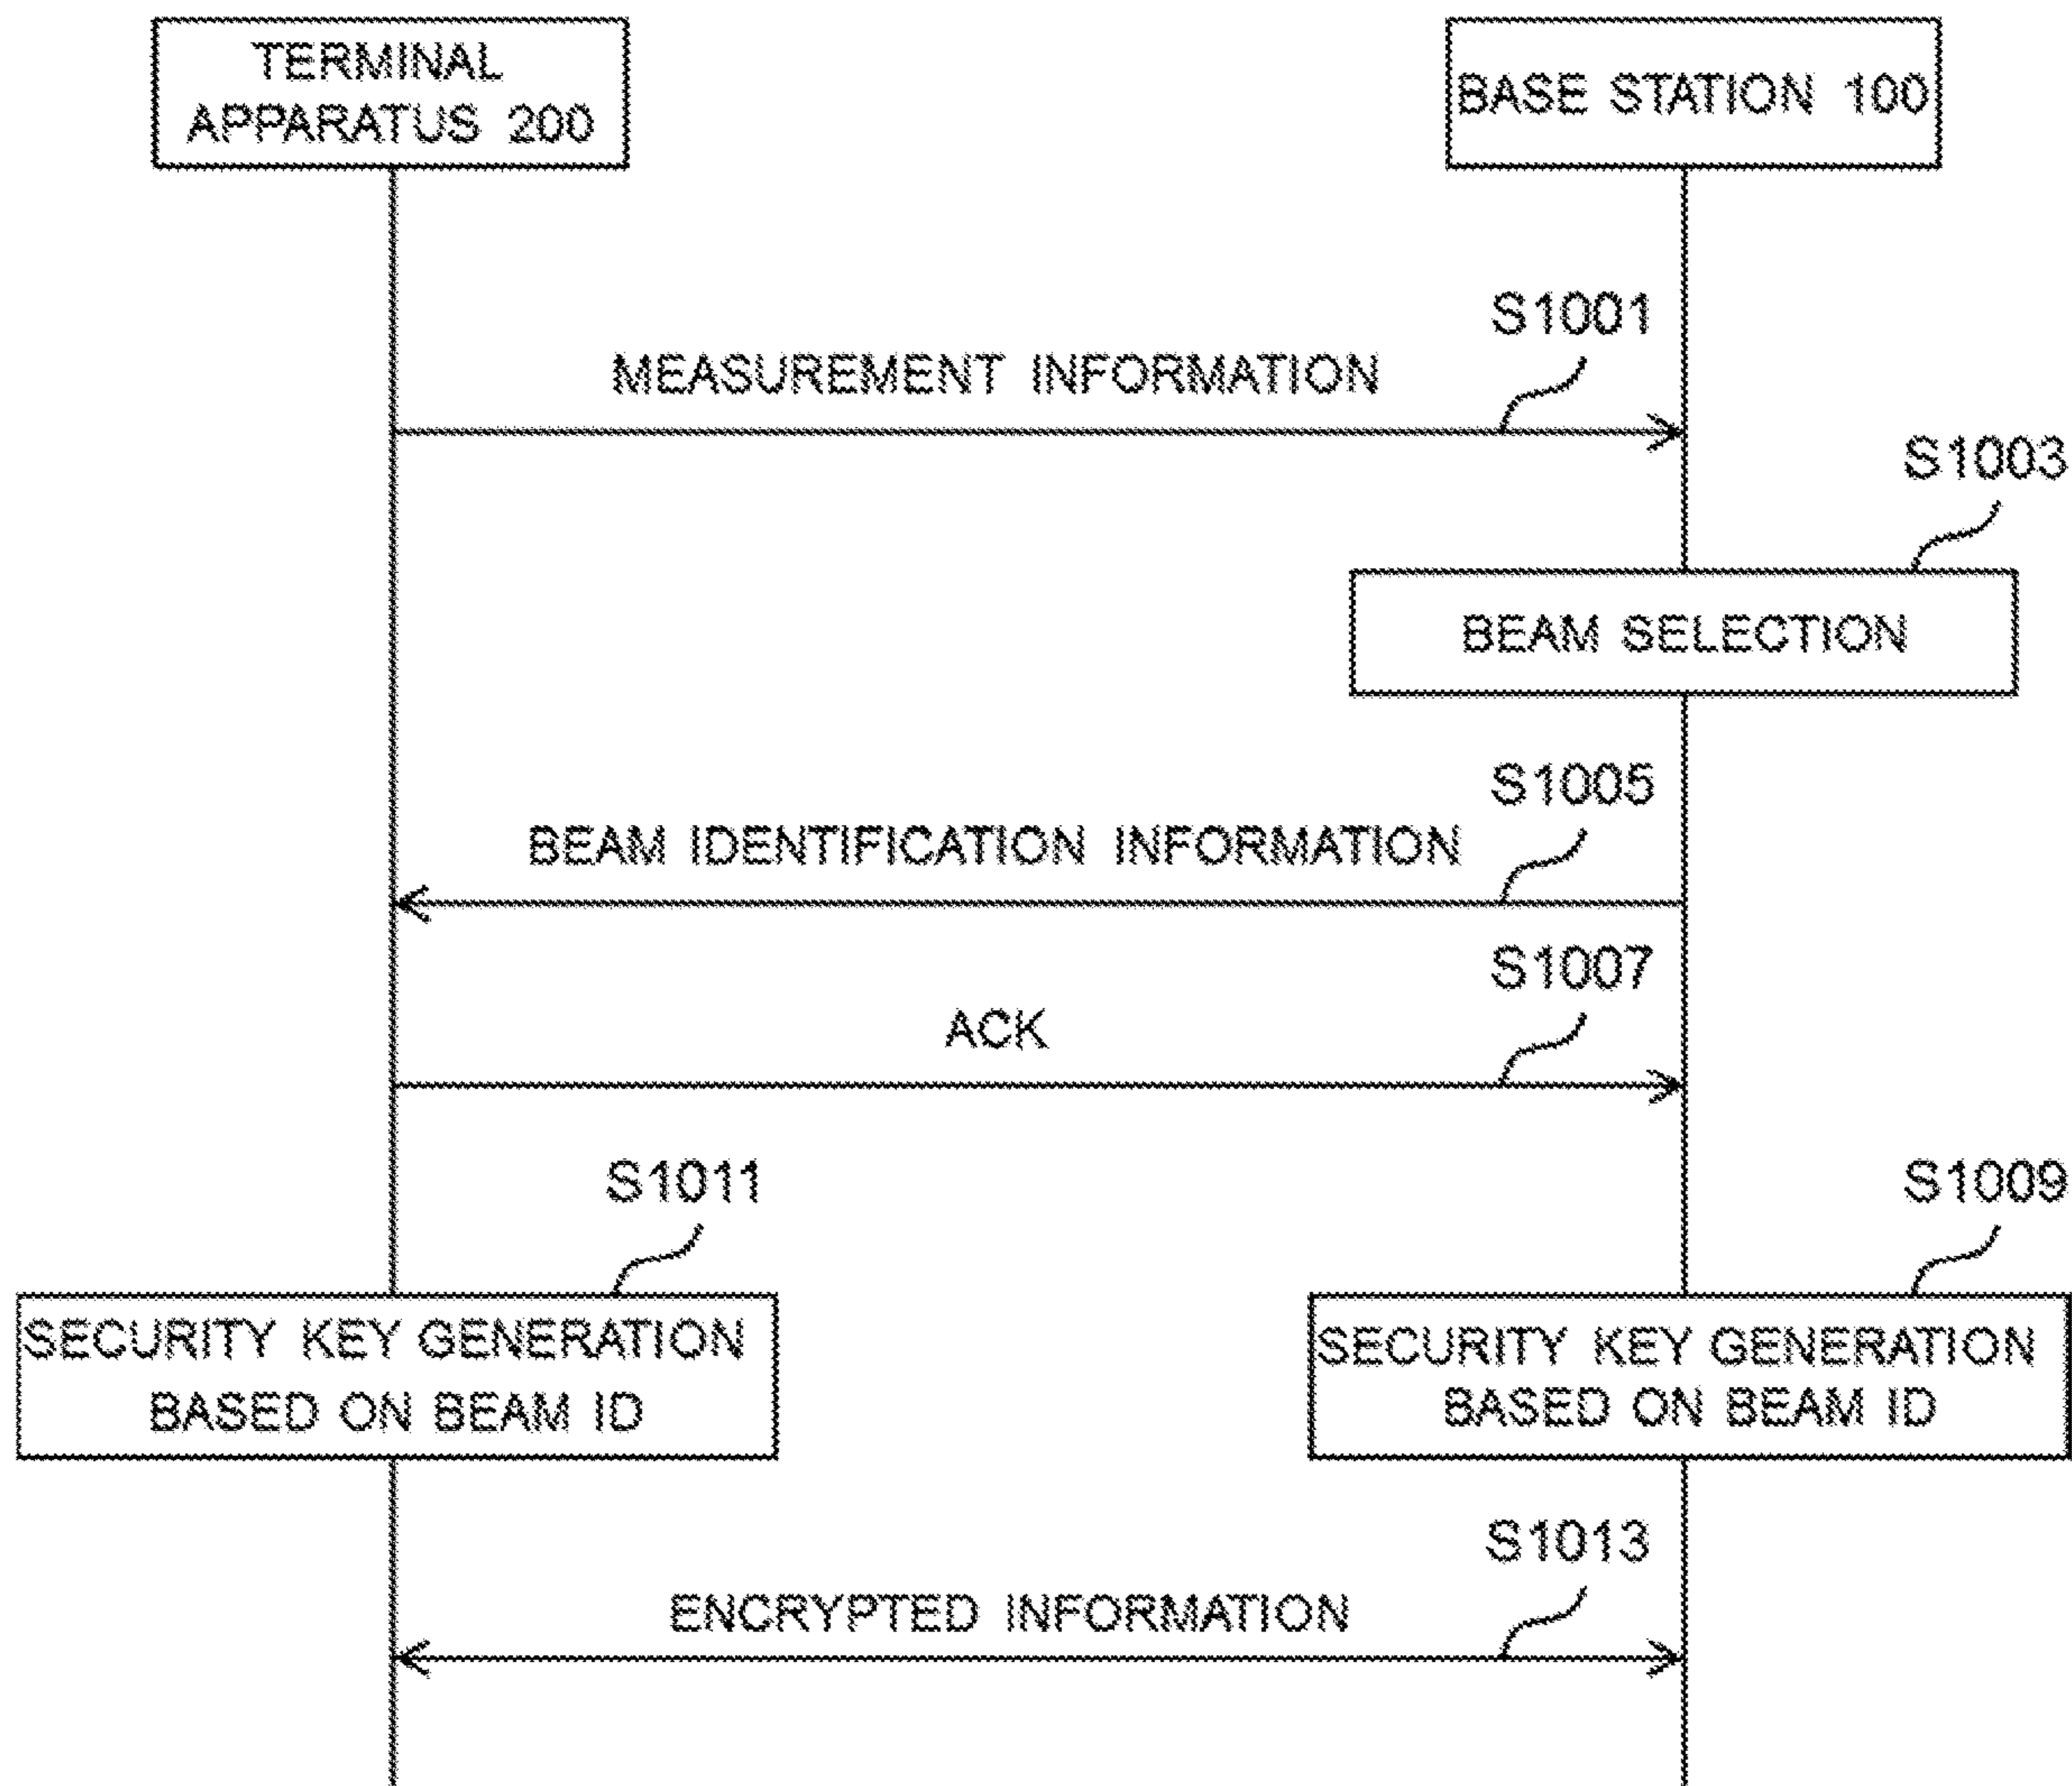 TERMINAL
APPARATUS 200
BASE STATION 100
S1001
MEASUREMENT INFORMATION
S1003
BEAM SELECTION
S1005
BEAM IDENTIFICATION INFORMATION
S1007
ACK
S1011
S1009
SECURITY KEY GENERATION
BASED ON BEAM ID
SECURITY KEY GENERATION
BASED ON BEAM ID
S1013
ENCRYPTED INFORMATION